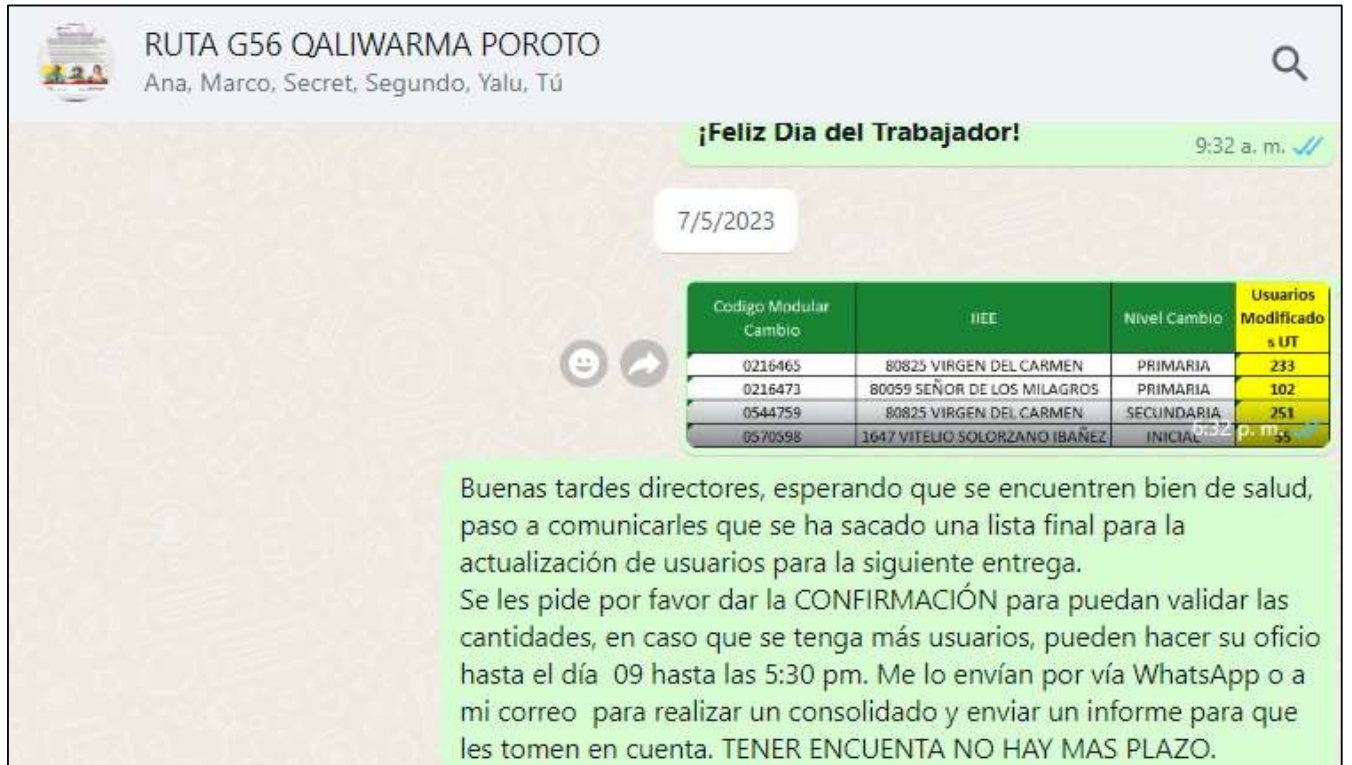 RUTA G56 QALIWARMA POROTO
Ana, Marco, Secret, Segundo, Yalu, Tú
¡Feliz Dia del Trabajador!
9:32 a. m.
7/5/2023
Codigo Modular Cambio IIEE Nivel Cambio Usuarios Modificado s UT
0216465 80825 VIRGEN DEL CARMEN PRIMARIA 233
0216473 80059 SEÑOR DE LOS MILAGROS PRIMARIA 102
0544759 80825 VIRGEN DEL CARMEN SECUNDARIA 251
0570598 1647 VITELIO SOLORZANO IBAÑEZ INICIAL 55
6:32 p. m.
Buenas tardes directores, esperando que se encuentren bien de salud,
paso a comunicarles que se ha sacado una lista final para la
actualización de usuarios para la siguiente entrega.
Se les pide por favor dar la CONFIRMACIÓN para puedan validar las
cantidades, en caso que se tenga más usuarios, pueden hacer su oficio
hasta el día 09 hasta las 5:30 pm. Me lo envían por vía WhatsApp o a
mi correo para realizar un consolidado y enviar un informe para que
les tomen en cuenta. TENER ENCUENTA NO HAY MAS PLAZO.